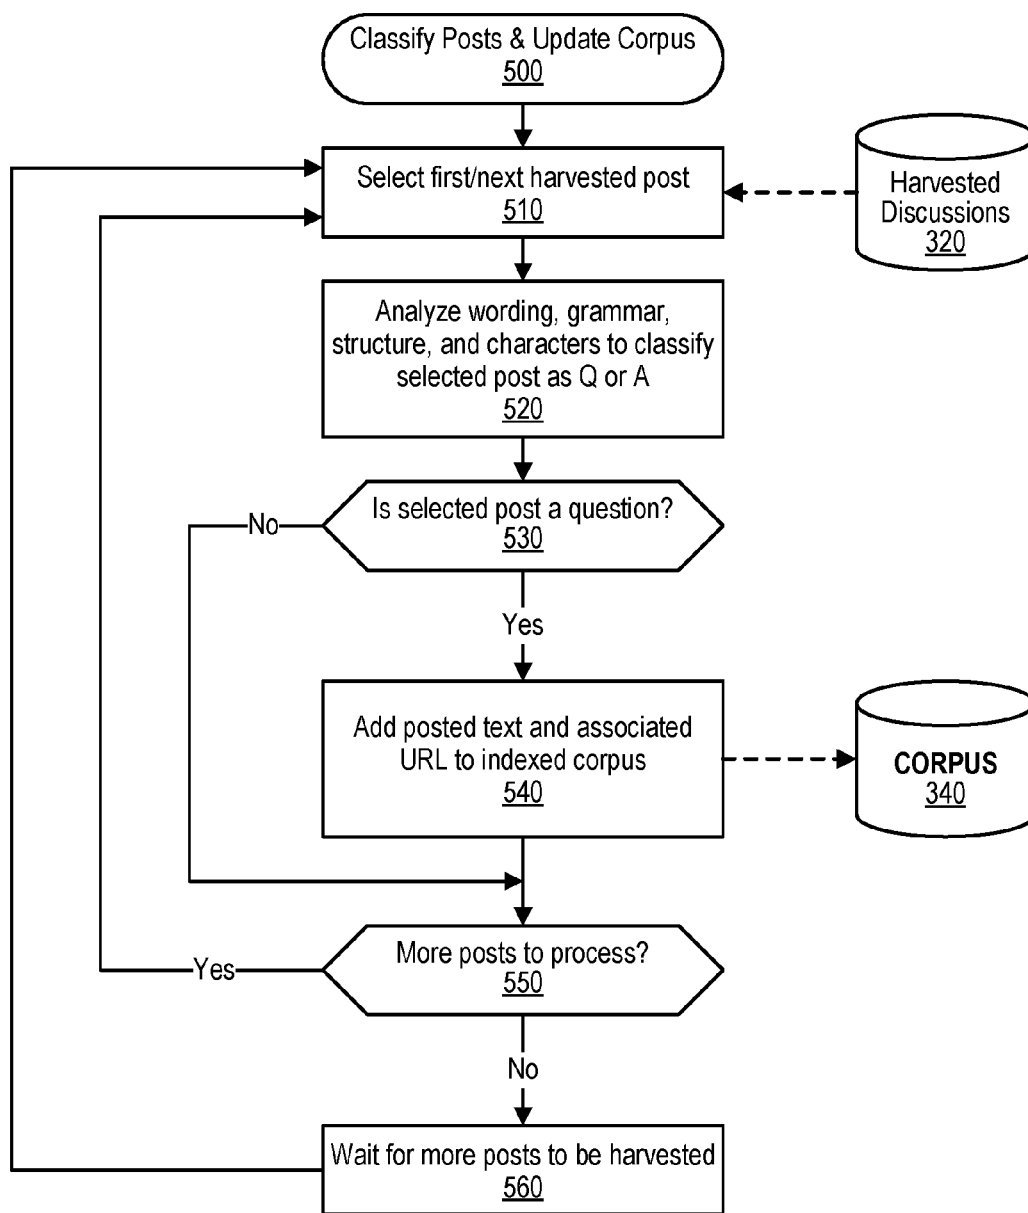 Classify Posts & Update Corpus
500
Select first/next harvested post
510
Harvested
Discussions
320
Analyze wording, grammar,
structure, and characters to classify
selected post as Q or A
520
Is selected post a question?
530
No
Yes
Add posted text and associated
URL to indexed corpus
540
CORPUS
340
More posts to process?
550
Yes
No
Wait for more posts to be harvested
560